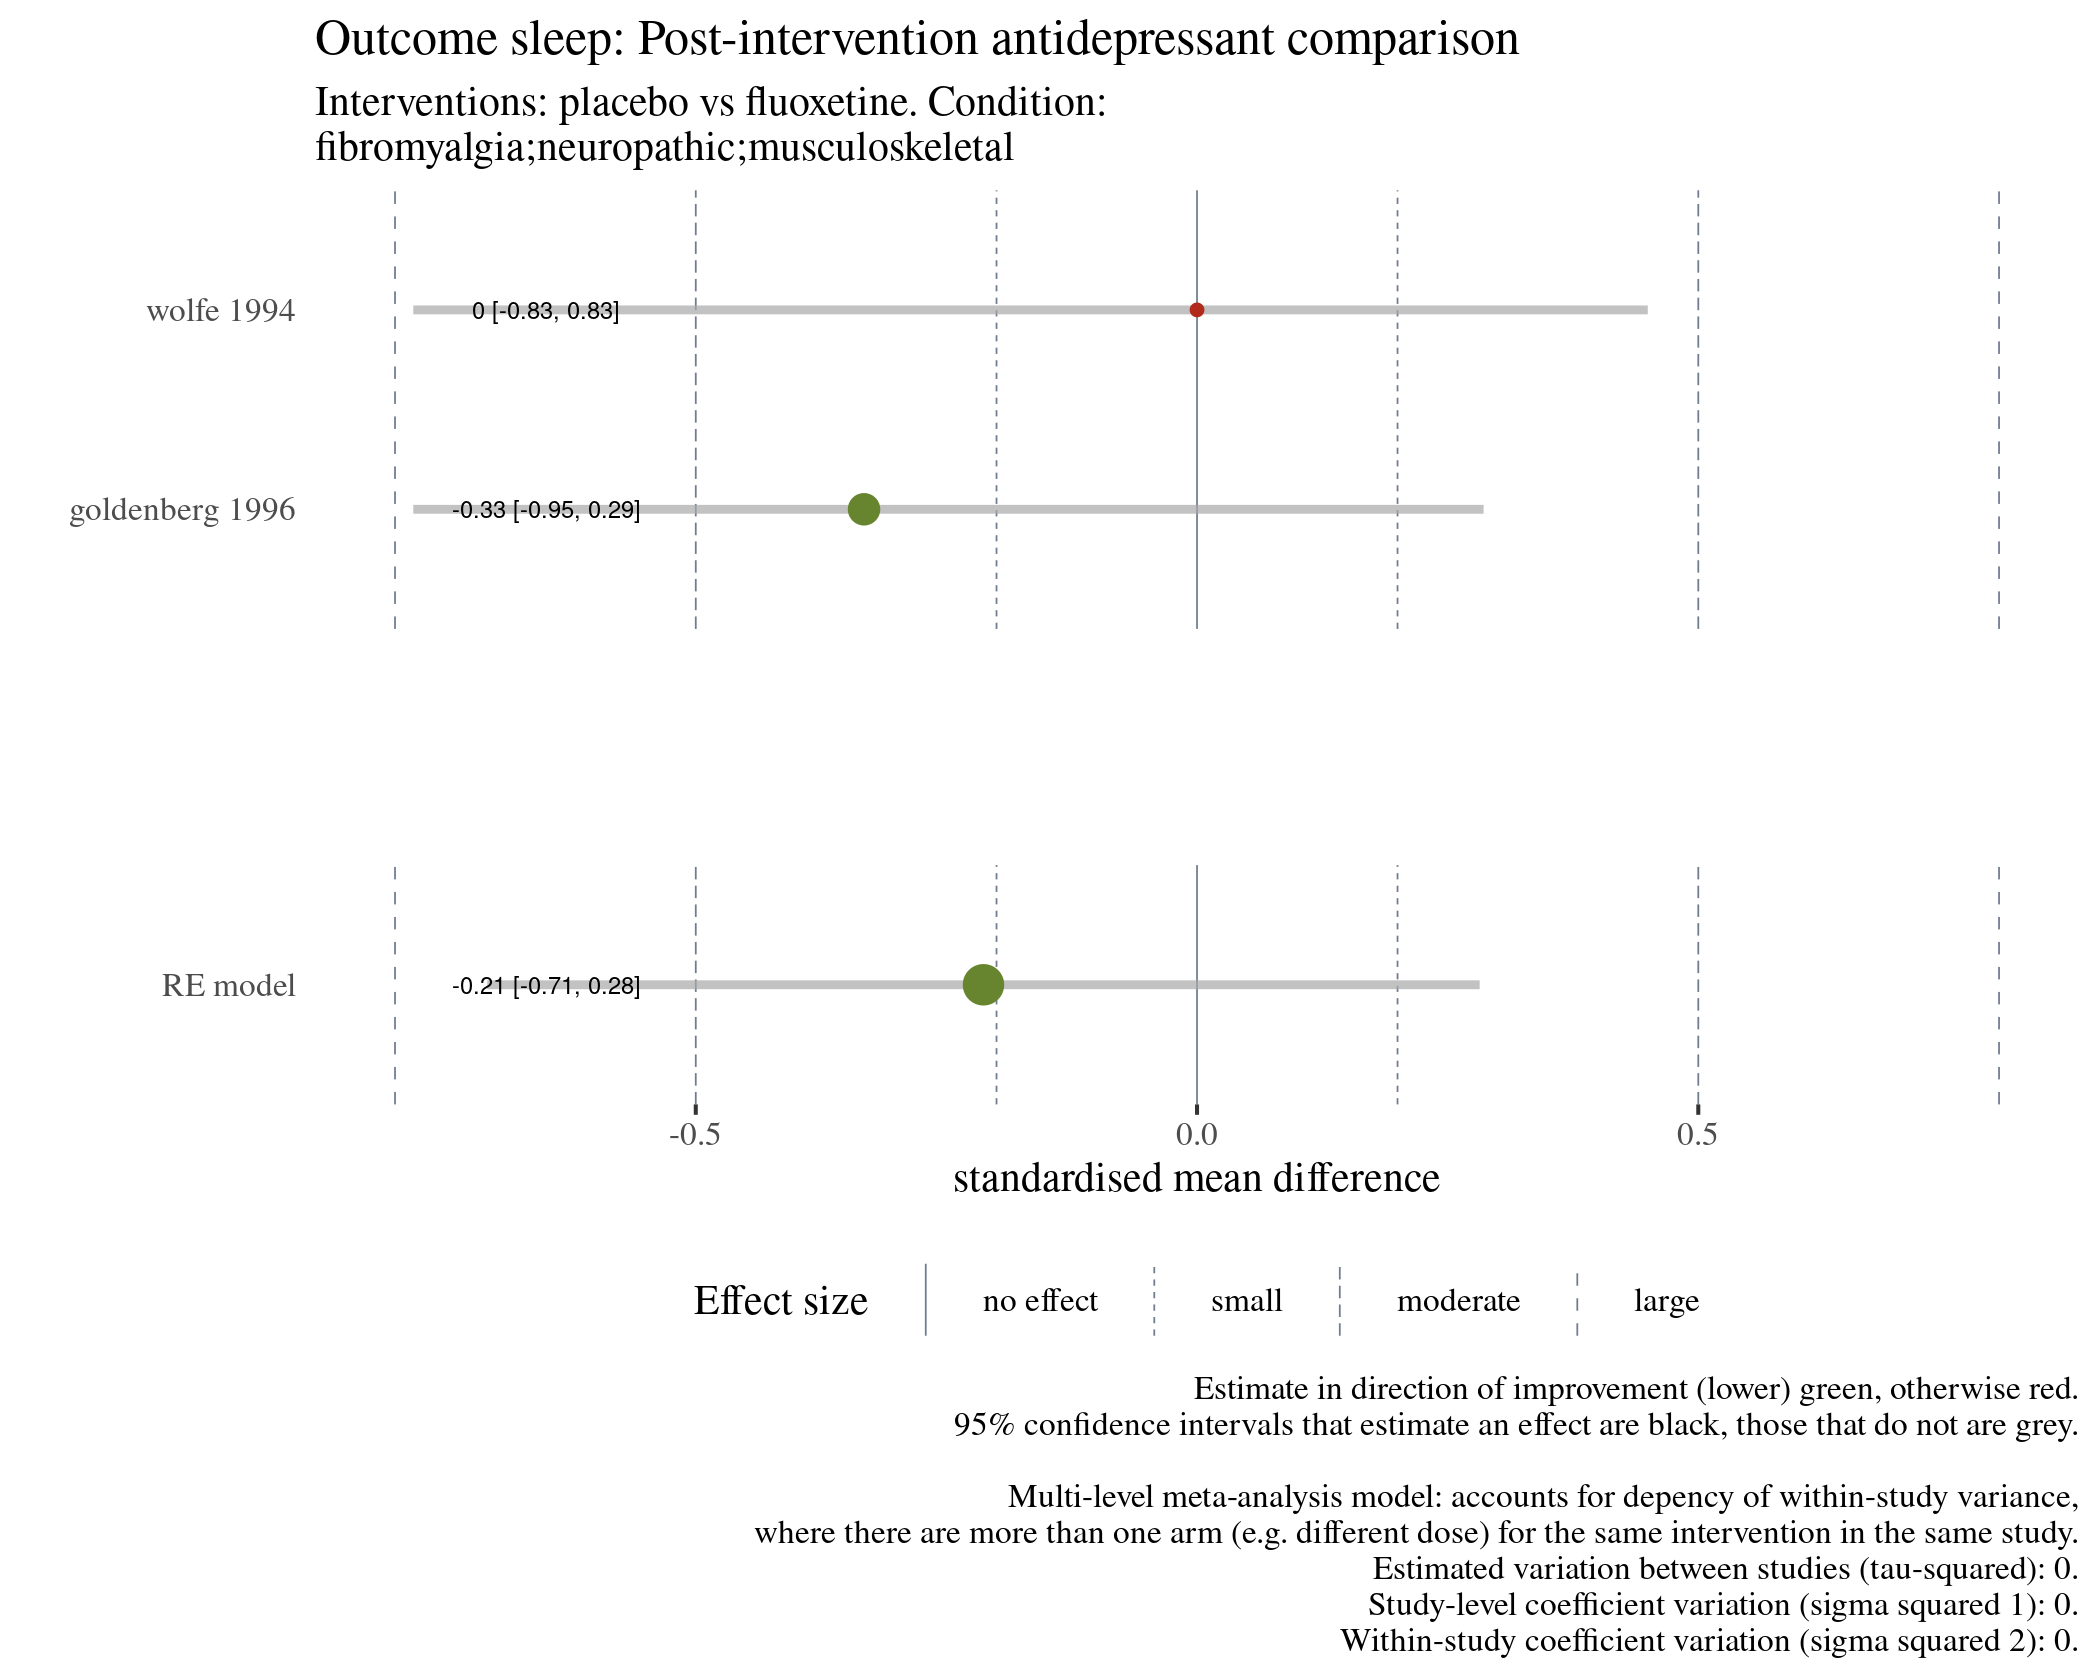 Outcome sleep: Post-intervention antidepressant comparison
Interventions: placebo vs fluoxetine. Condition:
fibromyalgia;neuropathic;musculoskeletal
wolfe 1994
0 [-0.83, 0.83]
goldenberg 1996
-0.33 [-0.95, 0.29]
RE model
-0.21 [-0.71, 0.28]
-0.5 0.0 0.5
standardised mean difference
Effect size no effect small moderate large
Estimate in direction of improvement (lower) green, otherwise red.
95% confidence intervals that estimate an effect are black, those that do not are grey.
Multi-level meta-analysis model: accounts for depency of within-study variance,
where there are more than one arm (e.g. different dose) for the same intervention in the same study.
Estimated variation between studies (tau-squared): 0.
Study-level coefficient variation (sigma squared 1): 0.
Within-study coefficient variation (sigma squared 2): 0.